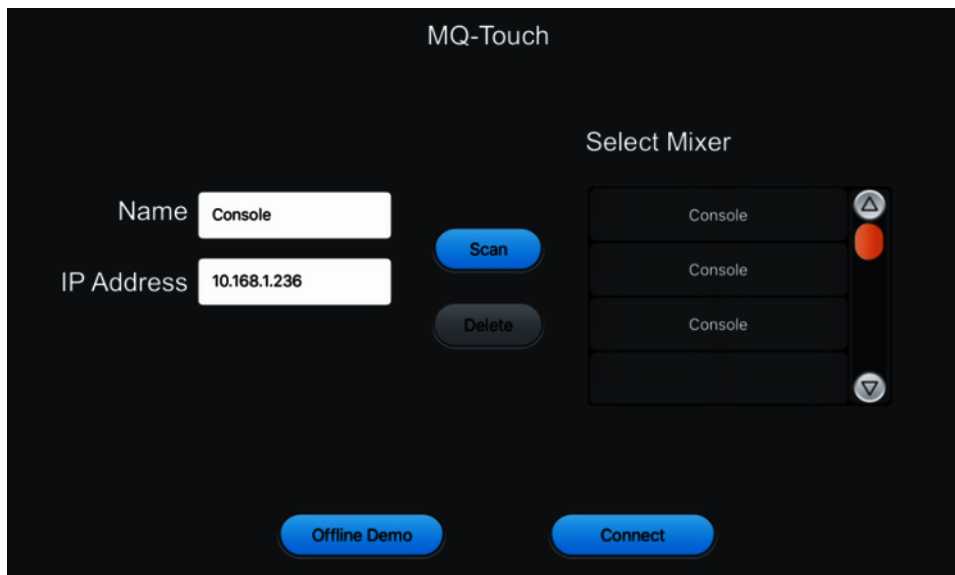 MQ-Touch
Select Mixer
Name
Console
IP Address
10.168.1.236
Scan
Delete
Console
Console
Console
Offline Demo
Connect